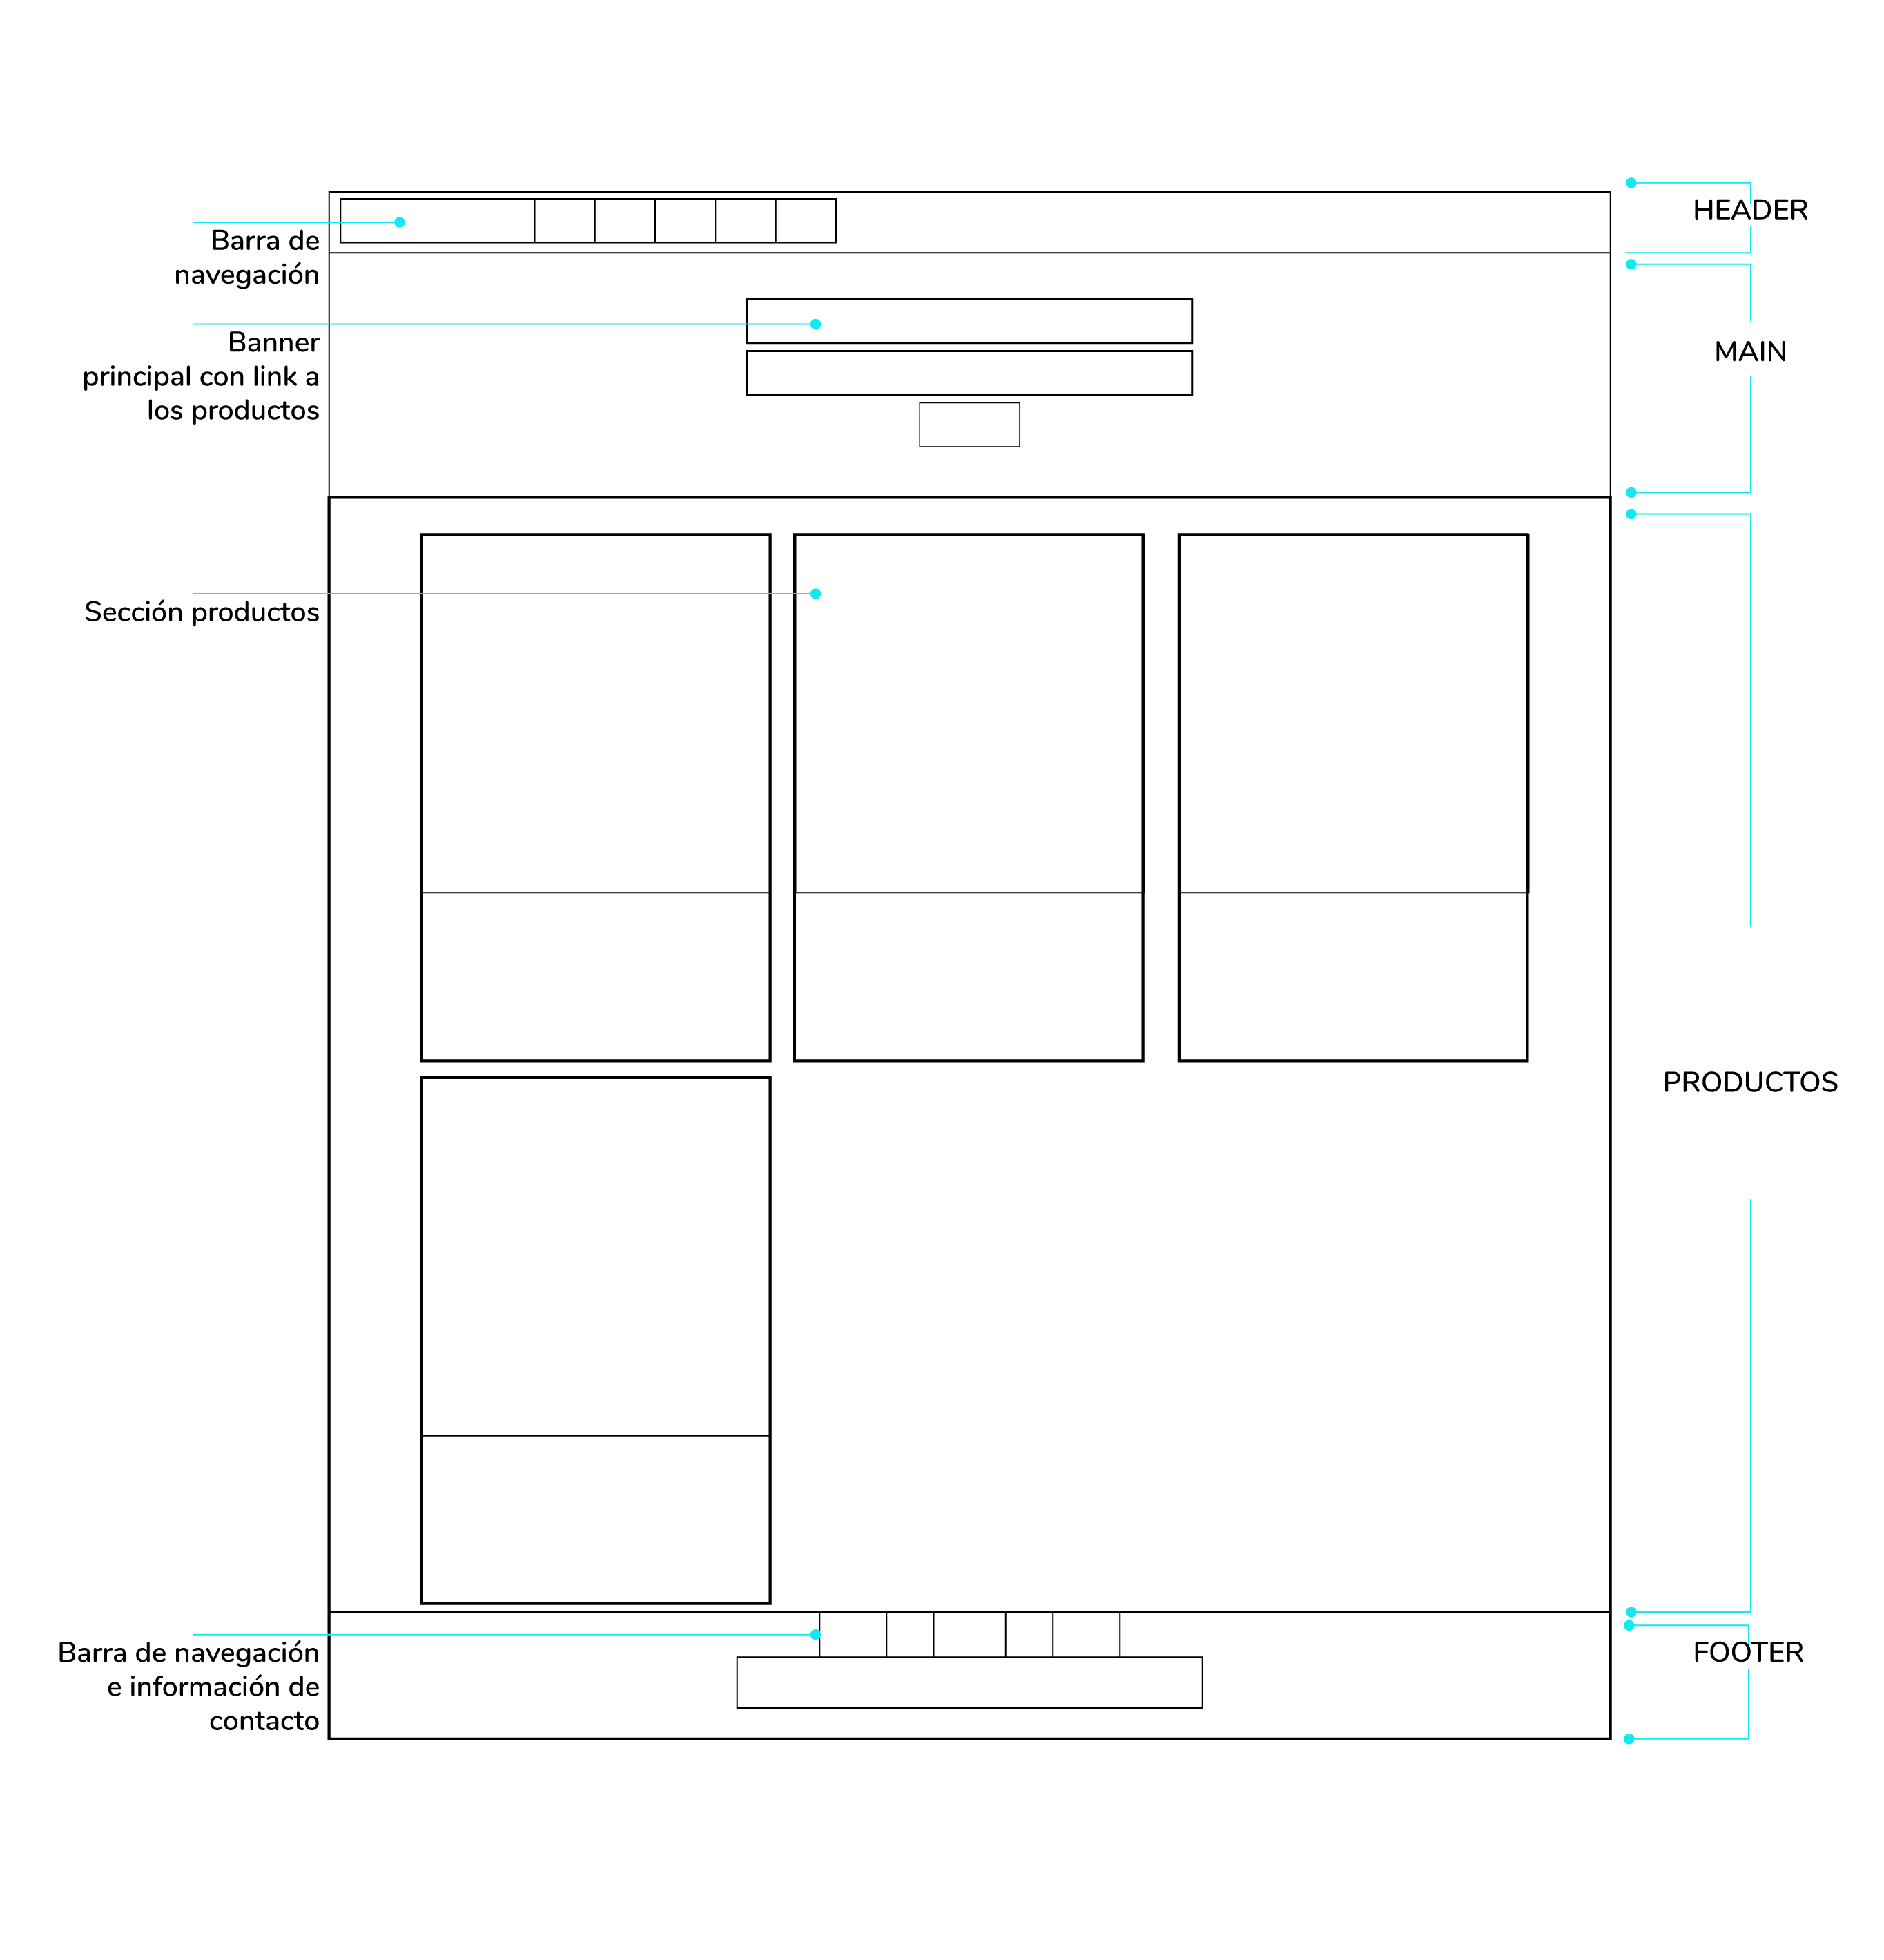 HEADER
Barra de
navegación
Banner
principal con link a
los productos
MAIN
Sección productos
PRODUCTOS
Barra de navegación
e información de
contacto
FOOTER